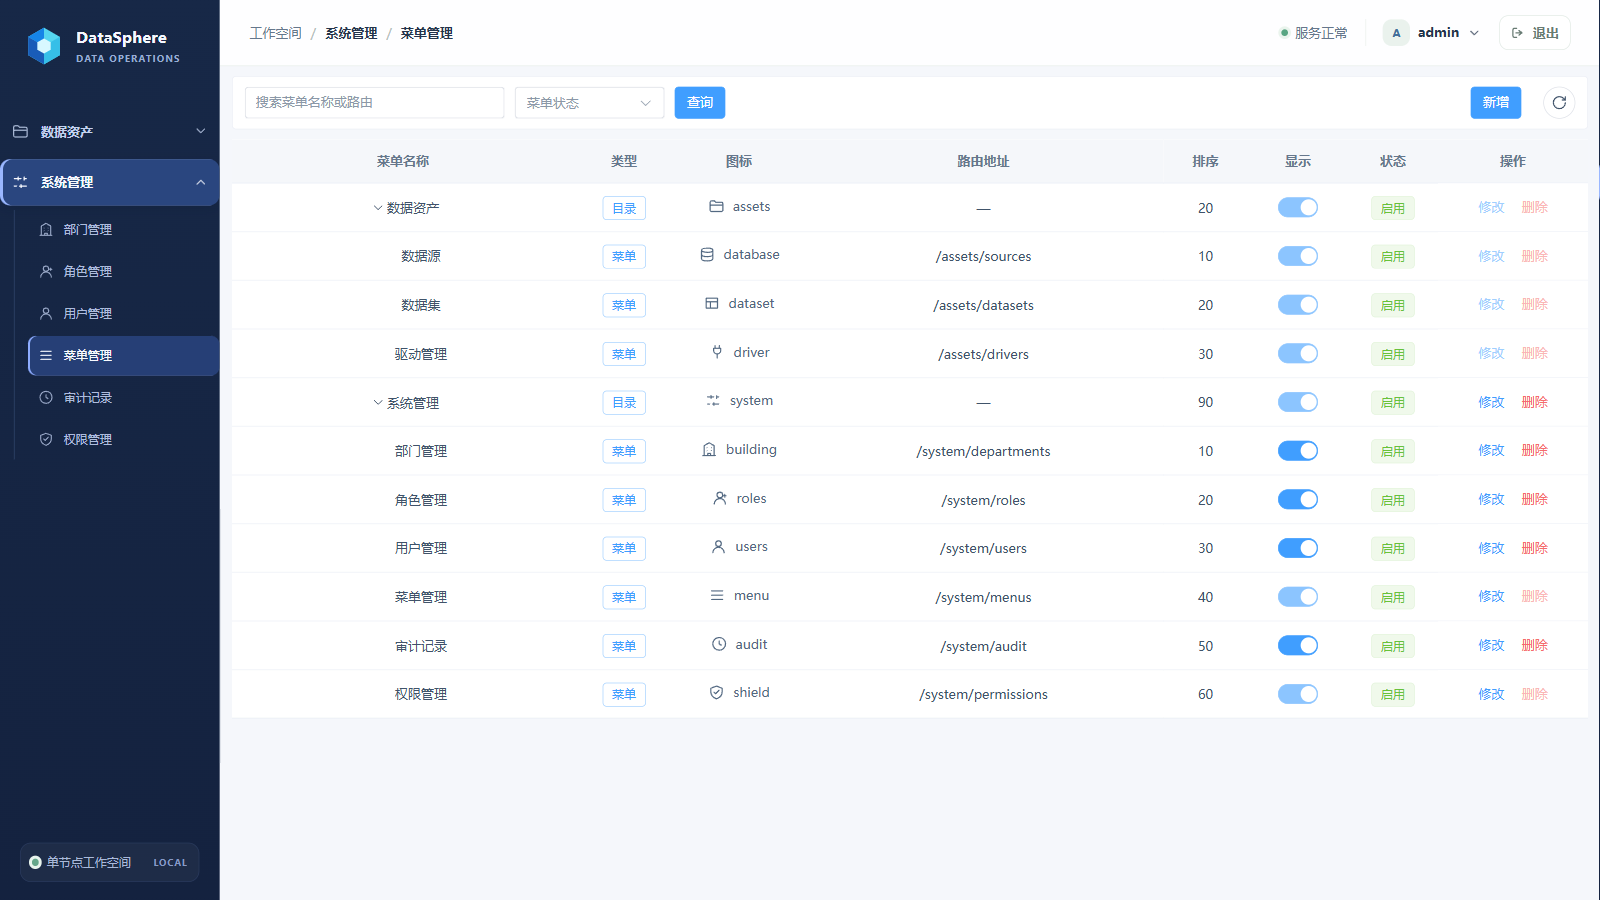 DataSphere
DATA OPERATIONS
数据资产
系统管理
部门管理
角色管理
用户管理
菜单管理
审计记录
权限管理
单节点工作空间 LOCAL
工作空间 / 系统管理 / 菜单管理
服务正常 A admin 退出
搜索菜单名称或路由 菜单状态 查询 新增
菜单名称 类型 图标 路由地址 排序 显示 状态 操作
数据资产 目录 assets — 20 启用 修改 删除
数据源 菜单 database /assets/sources 10 启用 修改 删除
数据集 菜单 dataset /assets/datasets 20 启用 修改 删除
驱动管理 菜单 driver /assets/drivers 30 启用 修改 删除
系统管理 目录 system — 90 启用 修改 删除
部门管理 菜单 building /system/departments 10 启用 修改 删除
角色管理 菜单 roles /system/roles 20 启用 修改 删除
用户管理 菜单 users /system/users 30 启用 修改 删除
菜单管理 菜单 menu /system/menus 40 启用 修改 删除
审计记录 菜单 audit /system/audit 50 启用 修改 删除
权限管理 菜单 shield /system/permissions 60 启用 修改 删除